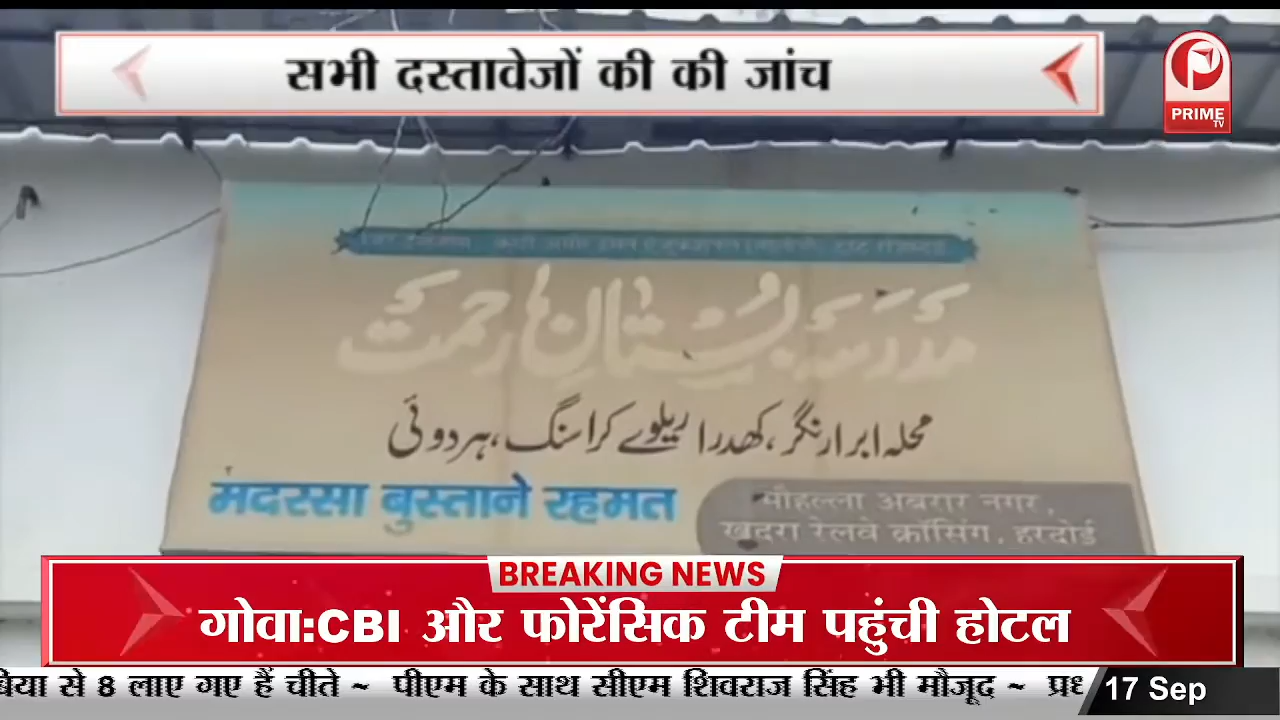 सभी दस्तावेजों की की जांच
PRIME
TV
مدرسہ بستانِ رحمت
محلہ ابرار نگر، کھدرا ریلوے کراسنگ، ہردوئی
मदरसा बुस्ताने रहमत
मौहल्ला अबरार नगर,
खदरा रेलवे क्रॉसिंग, हरदोई
BREAKING NEWS
गोवा:CBI और फोरेंसिक टीम पहुंची होटल
से 8 लाए गए हैं चीते ~ पीएम के साथ सीएम शिवराज सिंह भी मौजूद ~
17 Sep